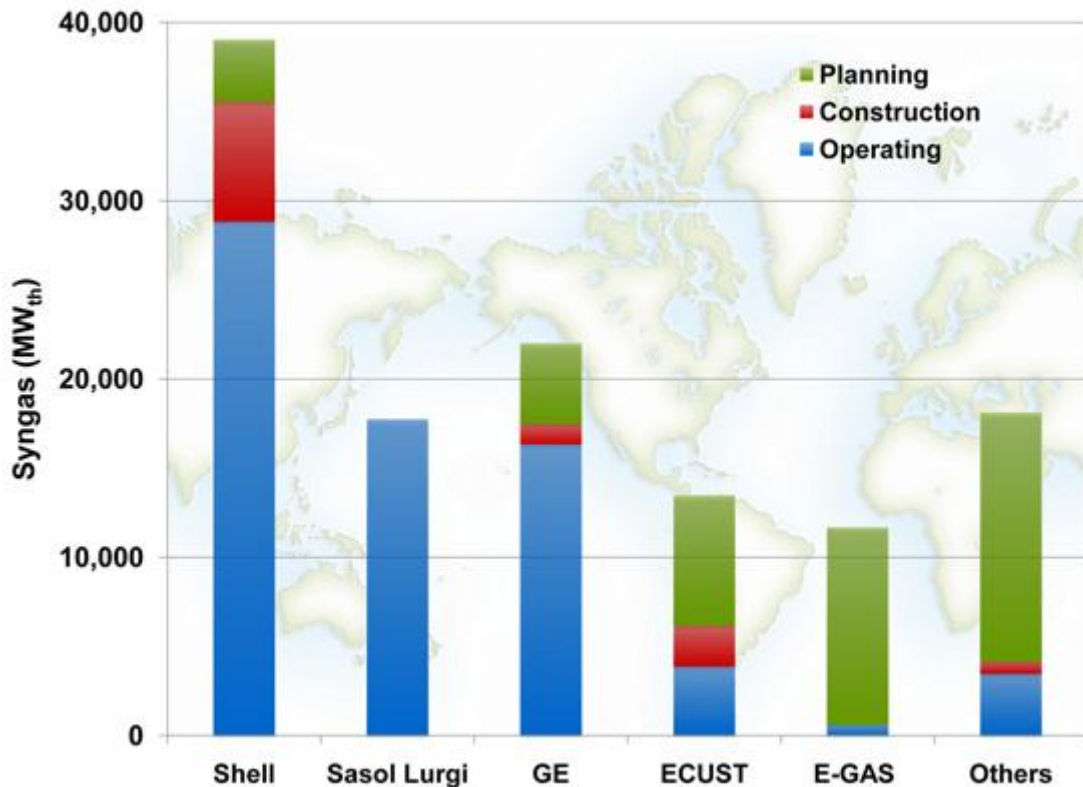 40,000
30,000
20,000
10,000
0
Syngas (MWth)
Planning
Construction
Operating
Shell Sasol Lurgi GE ECUST E-GAS Others